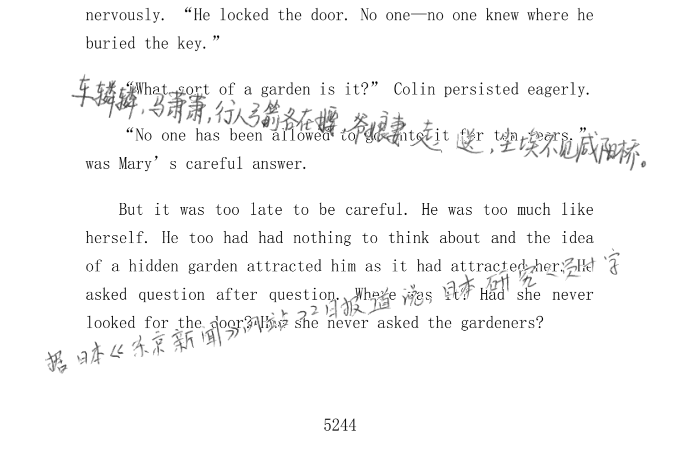 nervously. “He locked the door. No one—no one knew where he
buried the key.”
“What sort of a garden is it?” Colin persisted eagerly.
车辚辚,马萧萧,行人弓箭各在腰,爷娘妻走送,尘埃不见咸阳桥。
“No one has been allowed to go into it for ten years,”
was Mary’s careful answer.
But it was too late to be careful. He was too much like
herself. He too had had nothing to think about and the idea
of a hidden garden attracted him as it had attracted her. He
asked question after question. Where was it? Had she never
looked for the door? Had she never asked the gardeners?
据日本《东京新闻》网站22日报道说,日本研究人员对字
5244